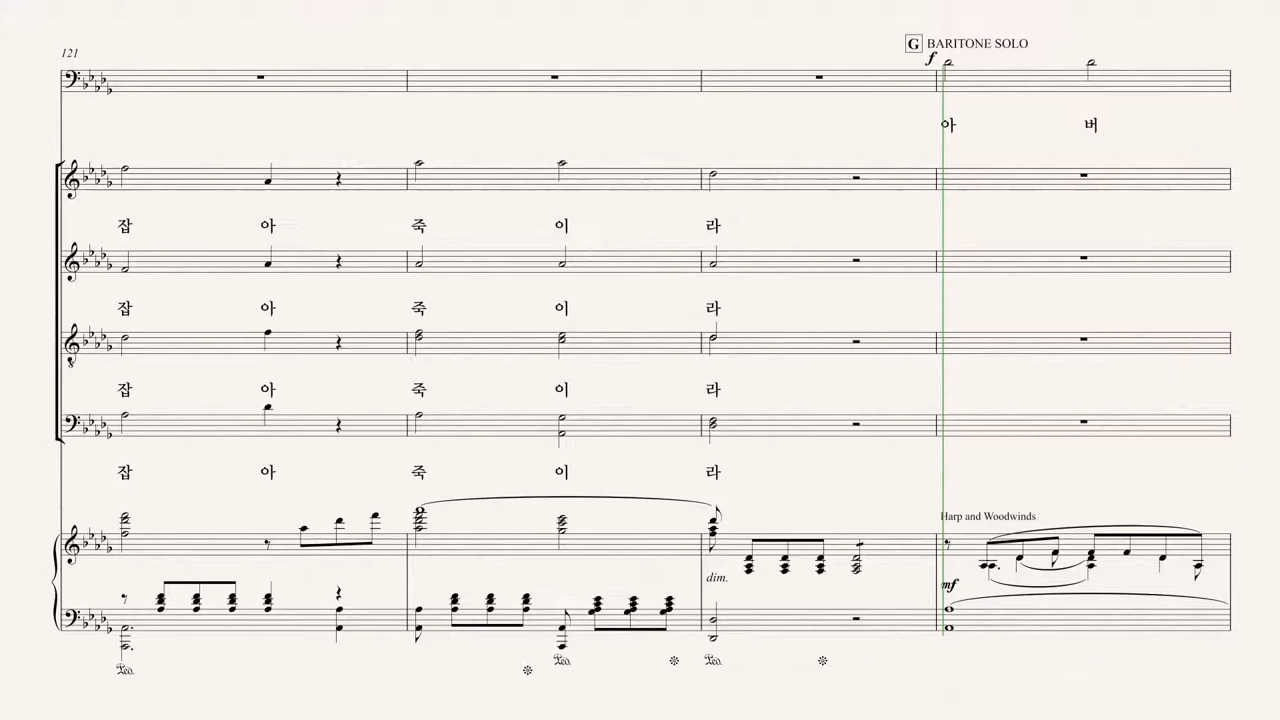 G BARITONE SOLO
121
f
아 버
잡 아 죽 이 라
잡 아 죽 이 라
잡 아 죽 이 라
잡 아 죽 이 라
Harp and Woodwinds
dim.
mf